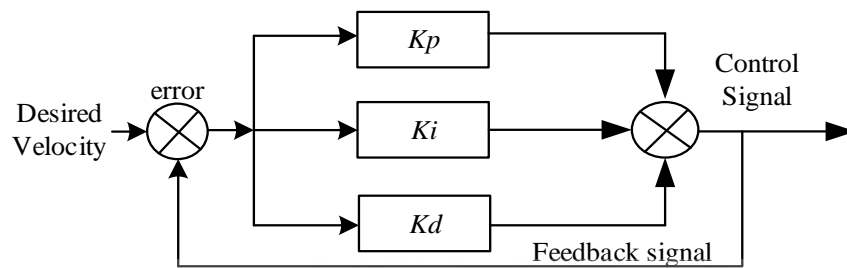 Kp
error
Control
Signal
Desired
Velocity
Ki
Kd
Feedback signal